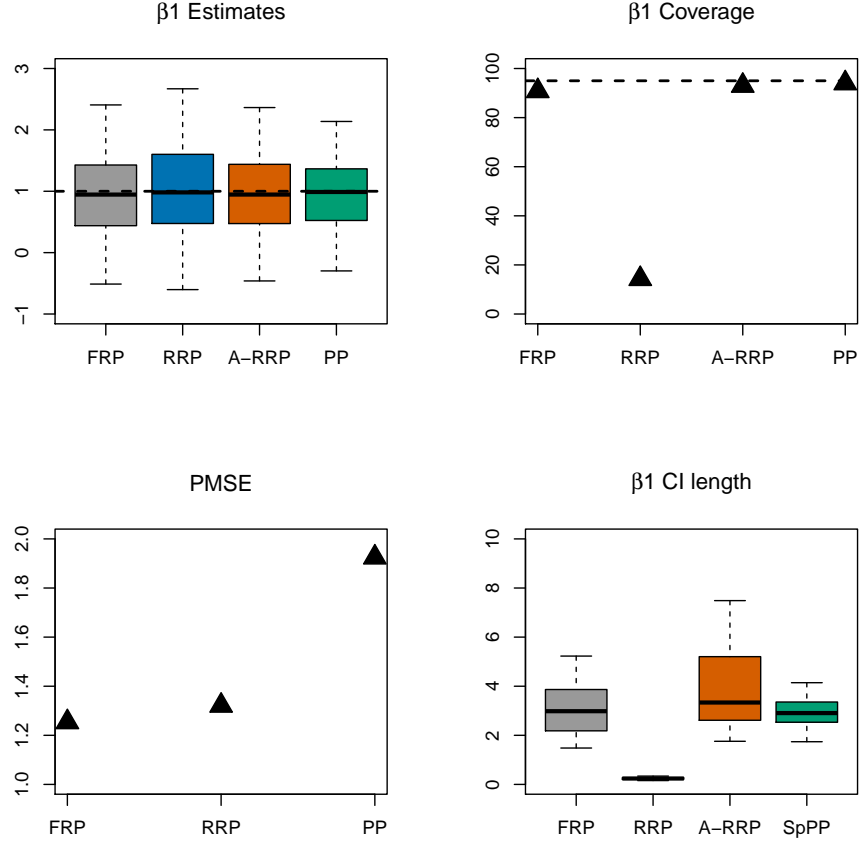 β1 Estimates
3
2
1
0
−1
FRP RRP A−RRP PP
β1 Coverage
100
80
60
40
20
0
FRP RRP A−RRP PP
PMSE
2.0
1.8
1.6
1.4
1.2
1.0
FRP RRP PP
β1 CI length
10
8
6
4
2
0
FRP RRP A−RRP SpPP